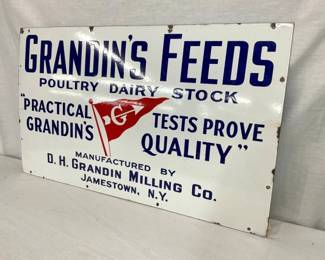 GRANDIN'S FEEDS
POULTRY DAIRY STOCK
"PRACTICAL TESTS PROVE
GRANDIN'S G QUALITY"
MANUFACTURED BY
D. H. GRANDIN MILLING CO.
JAMESTOWN, N.Y.